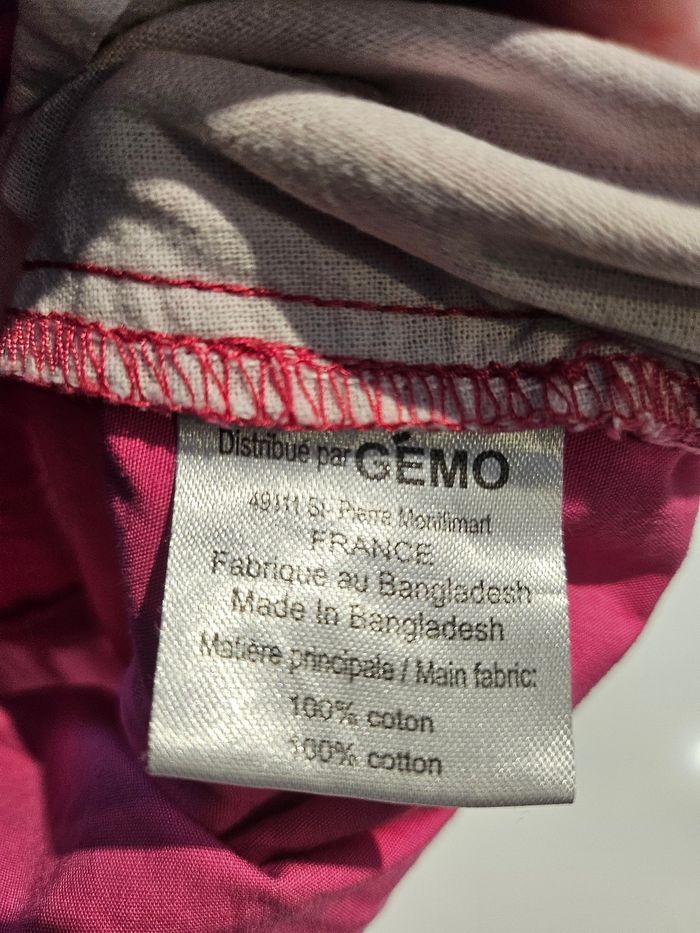 Distribué par GÉMO
49111 St Pierre Montlimart
FRANCE
Fabrique au Bangladesh
Made In Bangladesh
Matière principale / Main fabric:
100% coton
100% cotton